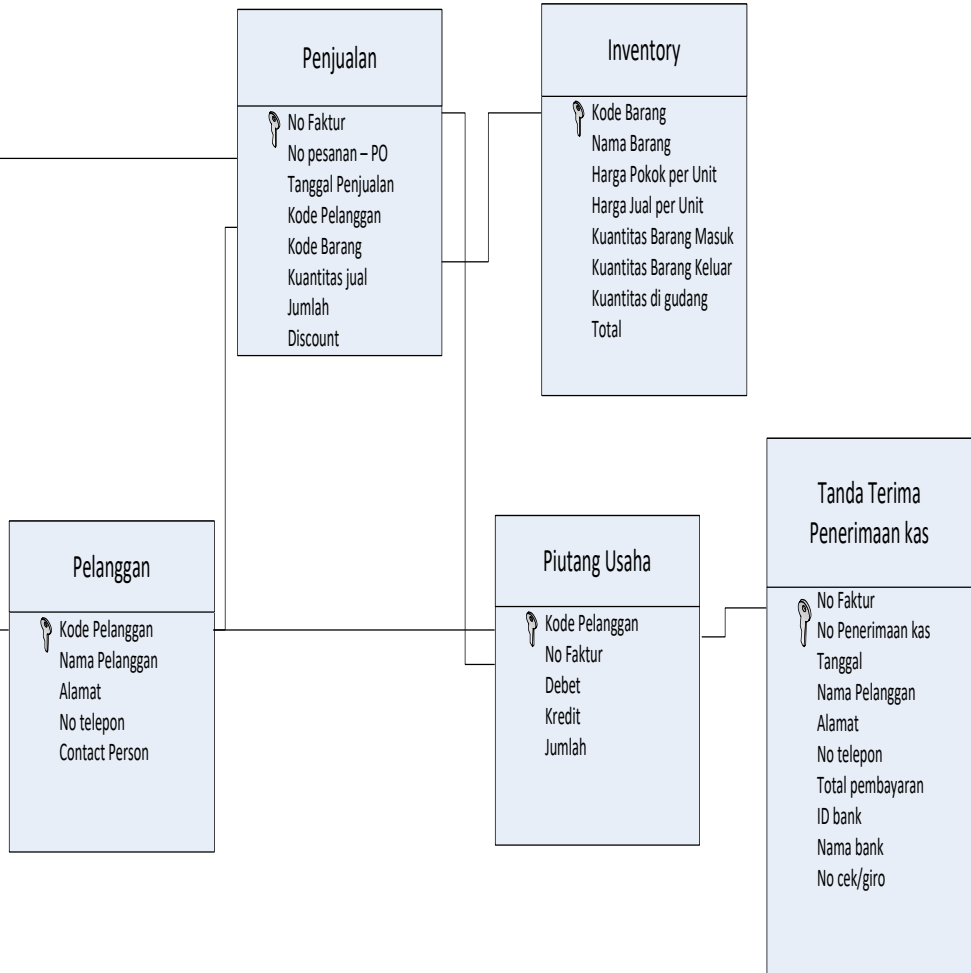 Penjualan
No Faktur
No pesanan – PO
Tanggal Penjualan
Kode Pelanggan
Kode Barang
Kuantitas jual
Jumlah
Discount
Inventory
Kode Barang
Nama Barang
Harga Pokok per Unit
Harga Jual per Unit
Kuantitas Barang Masuk
Kuantitas Barang Keluar
Kuantitas di gudang
Total
Pelanggan
Kode Pelanggan
Nama Pelanggan
Alamat
No telepon
Contact Person
Piutang Usaha
Kode Pelanggan
No Faktur
Debet
Kredit
Jumlah
Tanda Terima
Penerimaan kas
No Faktur
No Penerimaan kas
Tanggal
Nama Pelanggan
Alamat
No telepon
Total pembayaran
ID bank
Nama bank
No cek/giro